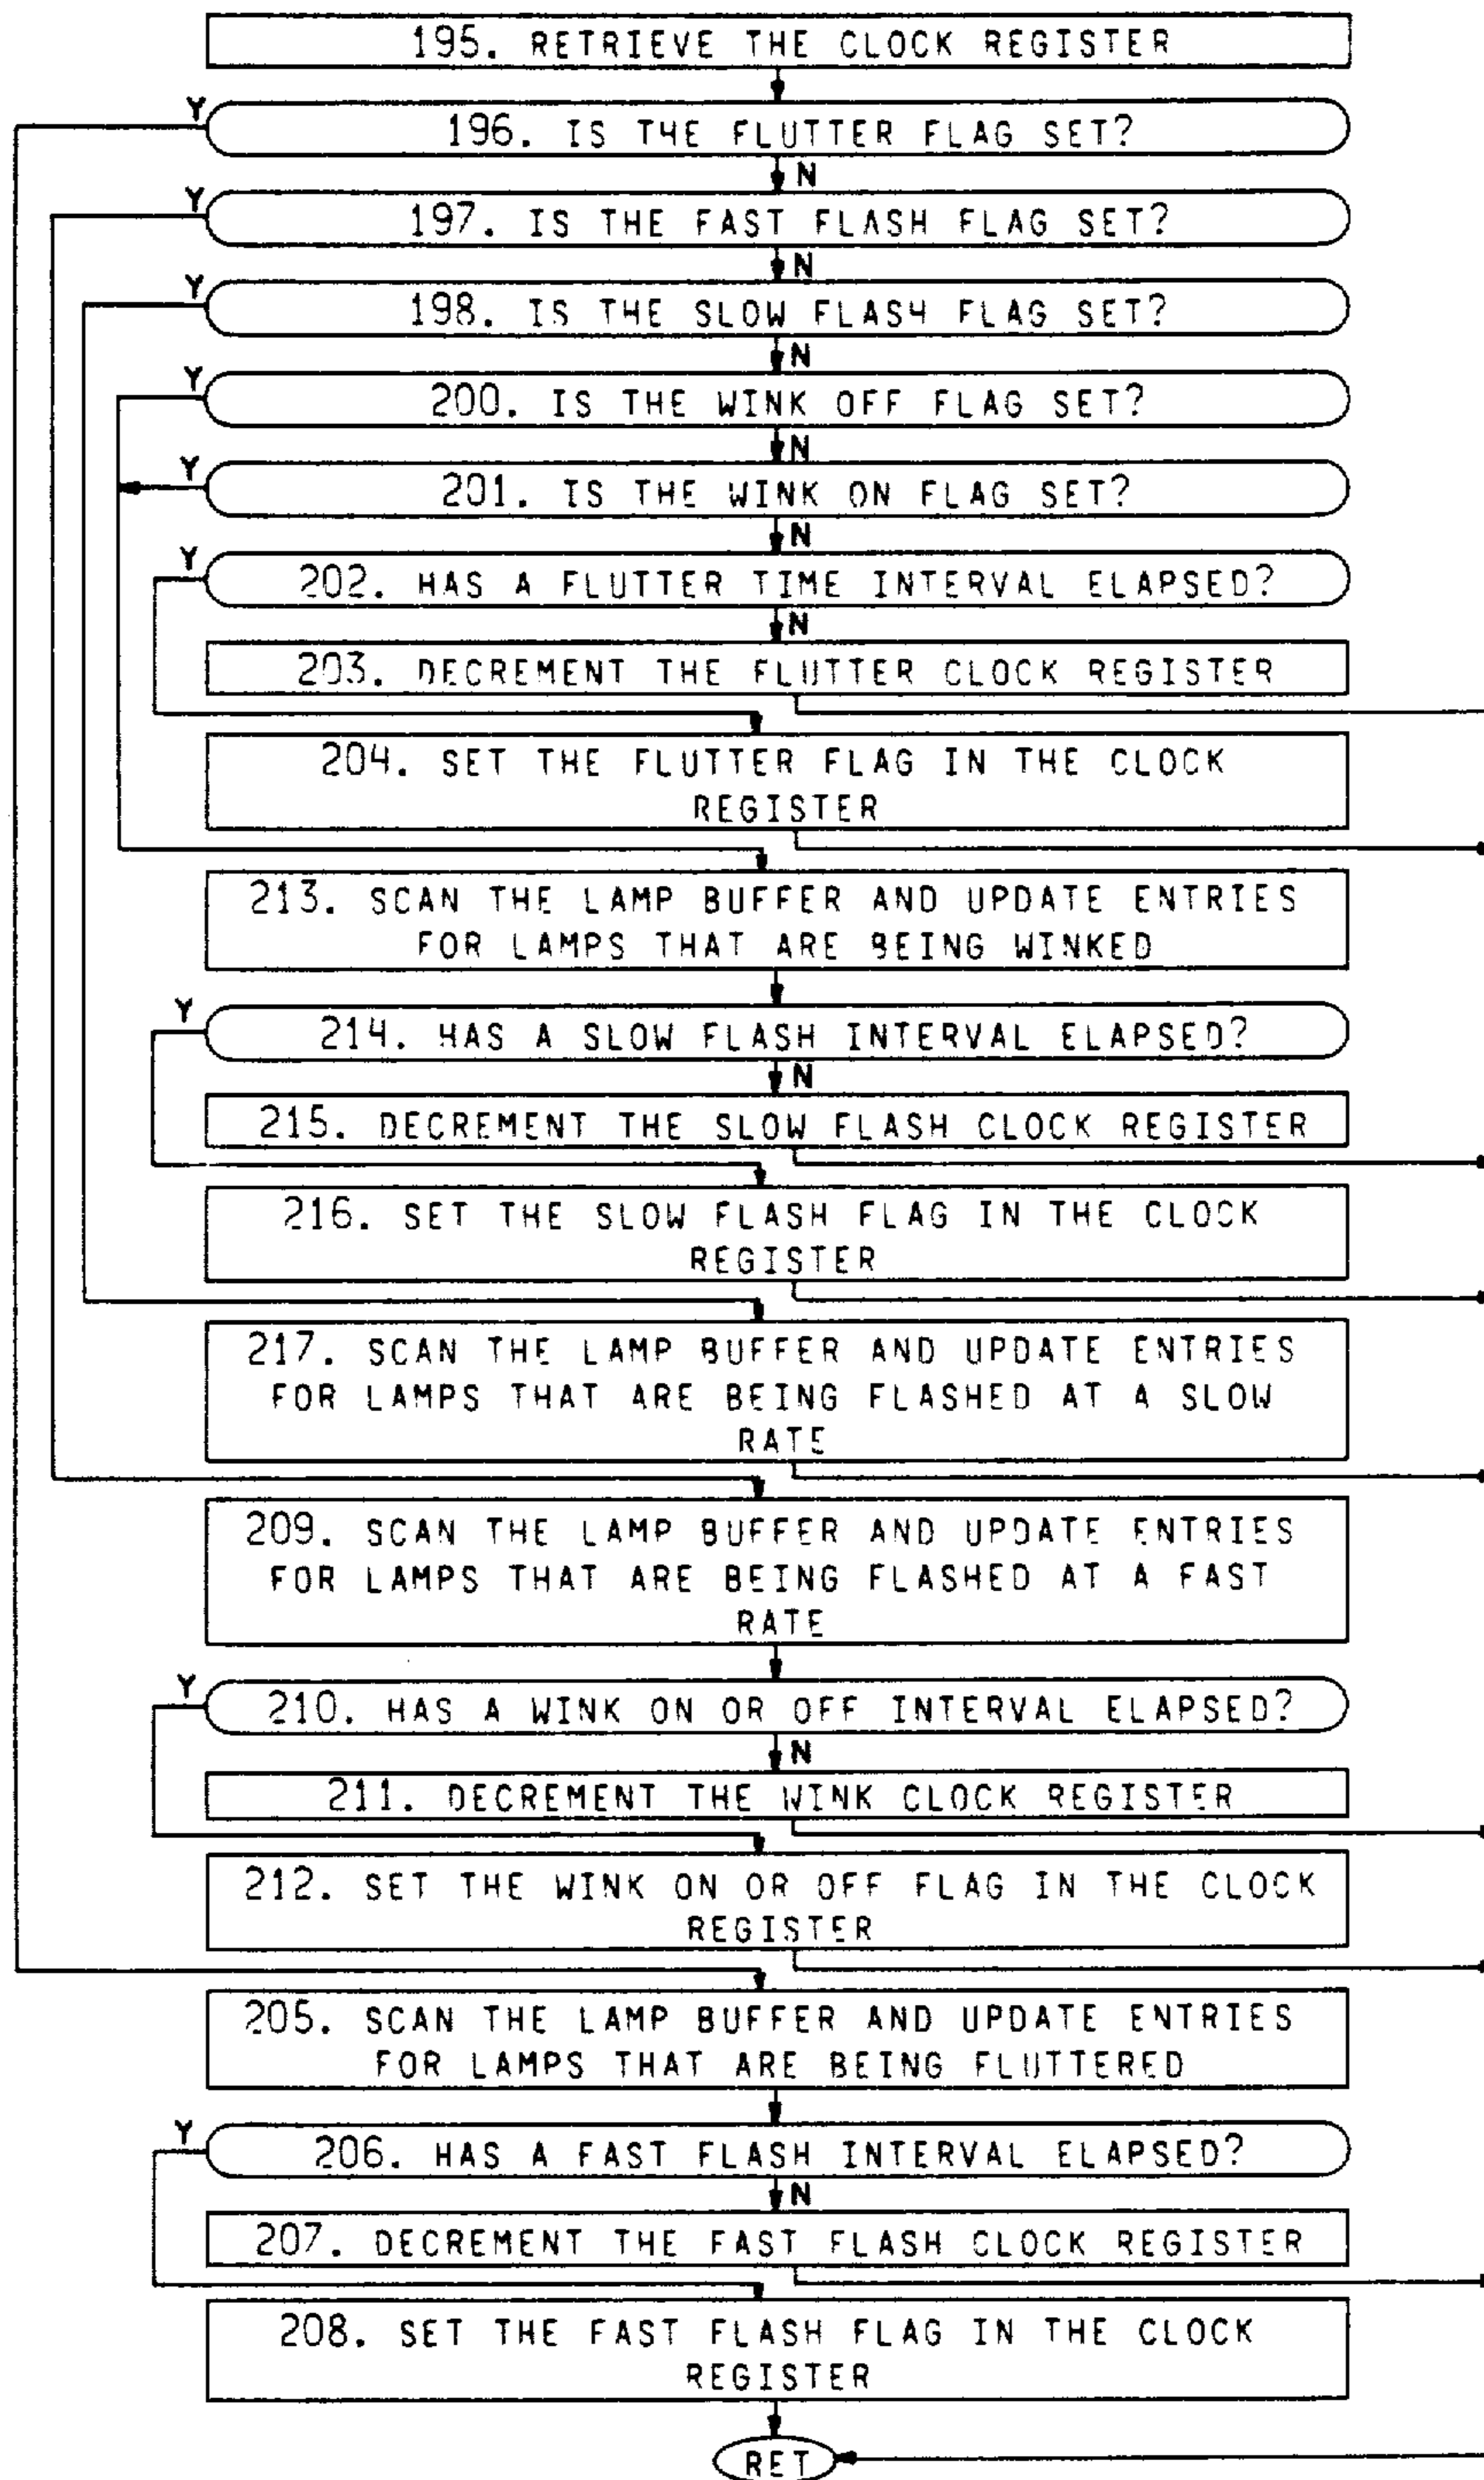 195. RETRIEVE THE CLOCK REGISTER
Y
196. IS THE FLUTTER FLAG SET?
N
Y
197. IS THE FAST FLASH FLAG SET?
N
Y
198. IS THE SLOW FLASH FLAG SET?
N
Y
200. IS THE WINK OFF FLAG SET?
N
Y
201. IS THE WINK ON FLAG SET?
N
Y
202. HAS A FLUTTER TIME INTERVAL ELAPSED?
N
203. DECREMENT THE FLUTTER CLOCK REGISTER
204. SET THE FLUTTER FLAG IN THE CLOCK
REGISTER
213. SCAN THE LAMP BUFFER AND UPDATE ENTRIES
FOR LAMPS THAT ARE BEING WINKED
Y
214. HAS A SLOW FLASH INTERVAL ELAPSED?
N
215. DECREMENT THE SLOW FLASH CLOCK REGISTER
216. SET THE SLOW FLASH FLAG IN THE CLOCK
REGISTER
217. SCAN THE LAMP BUFFER AND UPDATE ENTRIES
FOR LAMPS THAT ARE BEING FLASHED AT A SLOW
RATE
209. SCAN THE LAMP BUFFER AND UPDATE ENTRIES
FOR LAMPS THAT ARE BEING FLASHED AT A FAST
RATE
Y
210. HAS A WINK ON OR OFF INTERVAL ELAPSED?
N
211. DECREMENT THE WINK CLOCK REGISTER
212. SET THE WINK ON OR OFF FLAG IN THE CLOCK
REGISTER
205. SCAN THE LAMP BUFFER AND UPDATE ENTRIES
FOR LAMPS THAT ARE BEING FLUTTERED
Y
206. HAS A FAST FLASH INTERVAL ELAPSED?
N
207. DECREMENT THE FAST FLASH CLOCK REGISTER
208. SET THE FAST FLASH FLAG IN THE CLOCK
REGISTER
RET